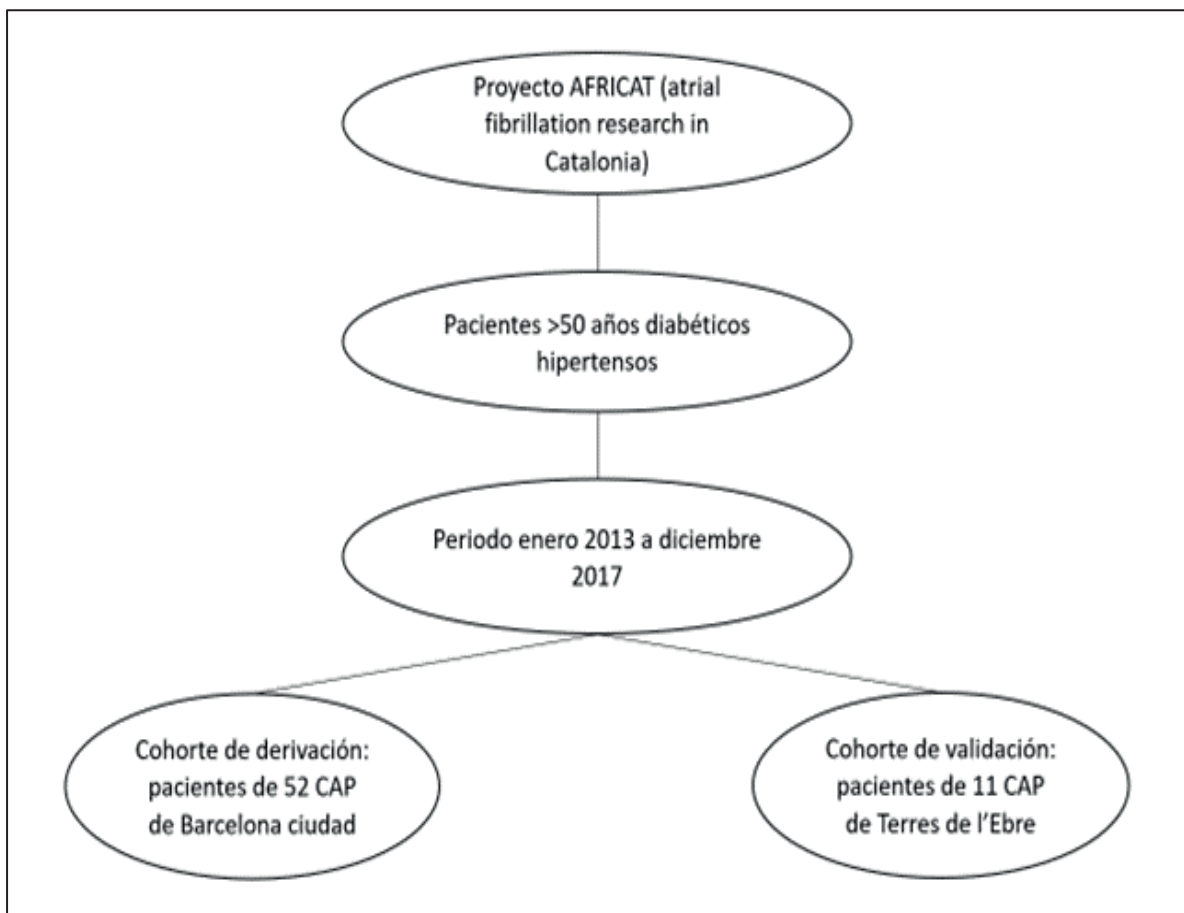 Proyecto AFRICAT (atrial
fibrillation research in
Catalonia)
Pacientes >50 años diabéticos
hipertensos
Periodo enero 2013 a diciembre
2017
Cohorte de derivación:
pacientes de 52 CAP
de Barcelona ciudad
Cohorte de validación:
pacientes de 11 CAP
de Terres de l'Ebre